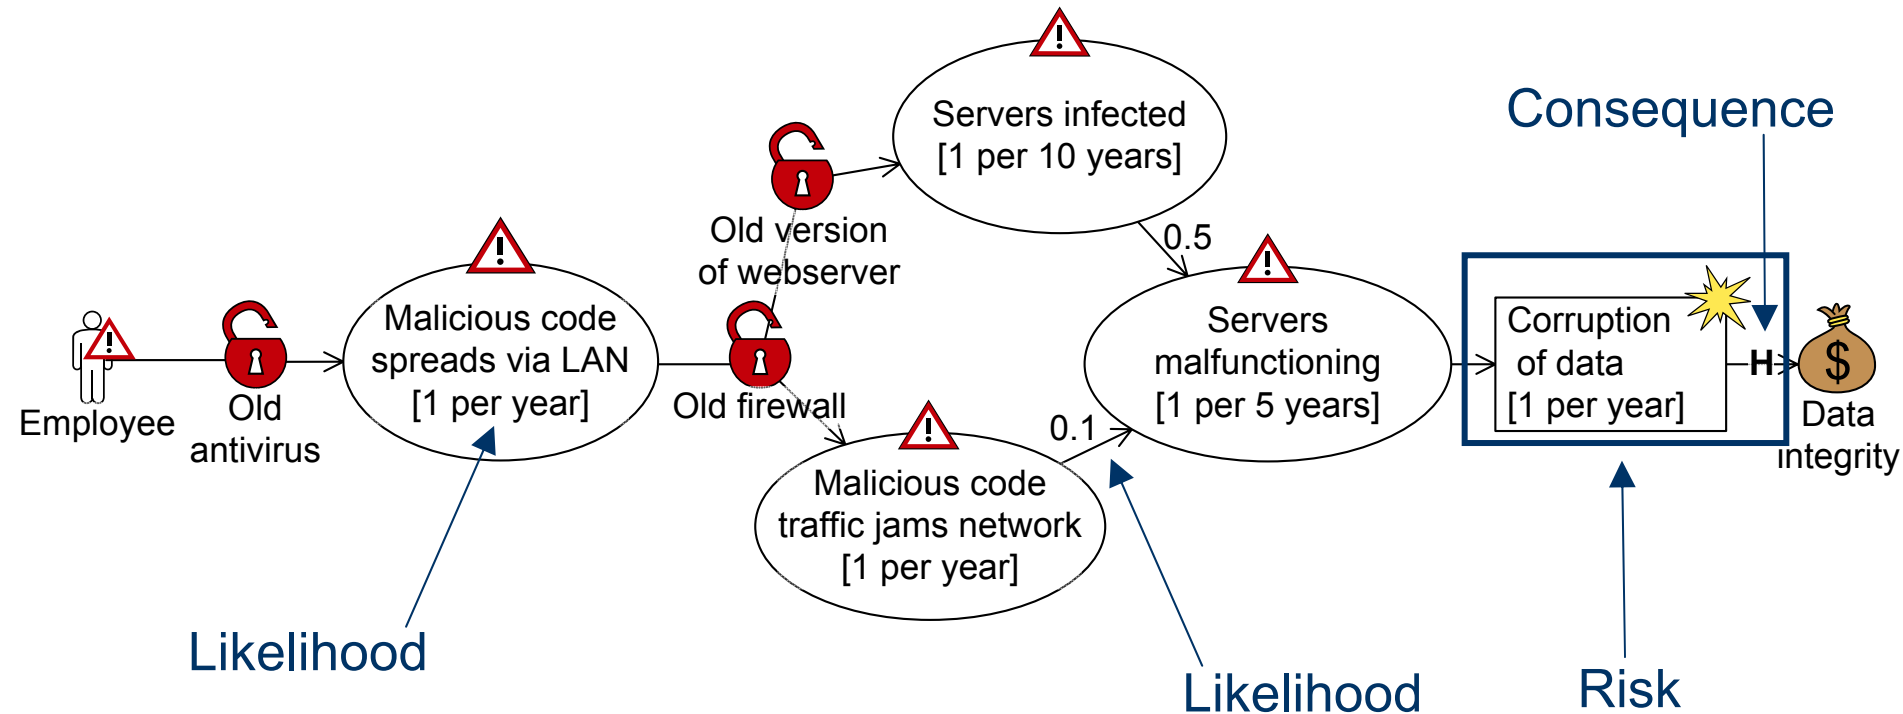 Servers infected
[1 per 10 years]
Consequence
Old version
of webserver
0.5
Malicious code
spreads via LAN
[1 per year]
Servers
malfunctioning
[1 per 5 years]
Corruption
of data
[1 per year]
H
$
Employee
Old
antivirus
Old firewall
0.1
Data
integrity
Malicious code
traffic jams network
[1 per year]
Likelihood
Likelihood
Risk